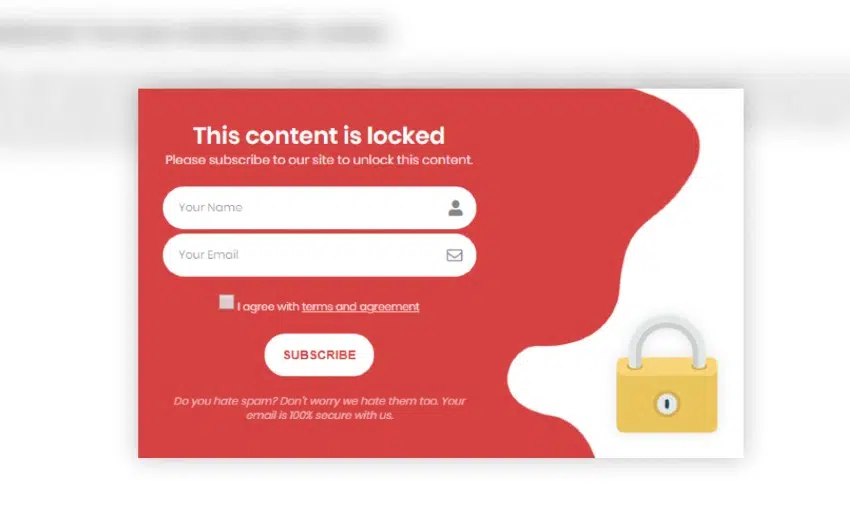 This content is locked
Please subscribe to our site to unlock this content.
Your Name
Your Email
I agree with terms and agreement
SUBSCRIBE
Do you hate spam? Don't worry we hate them too. Your
email is 100% secure with us.